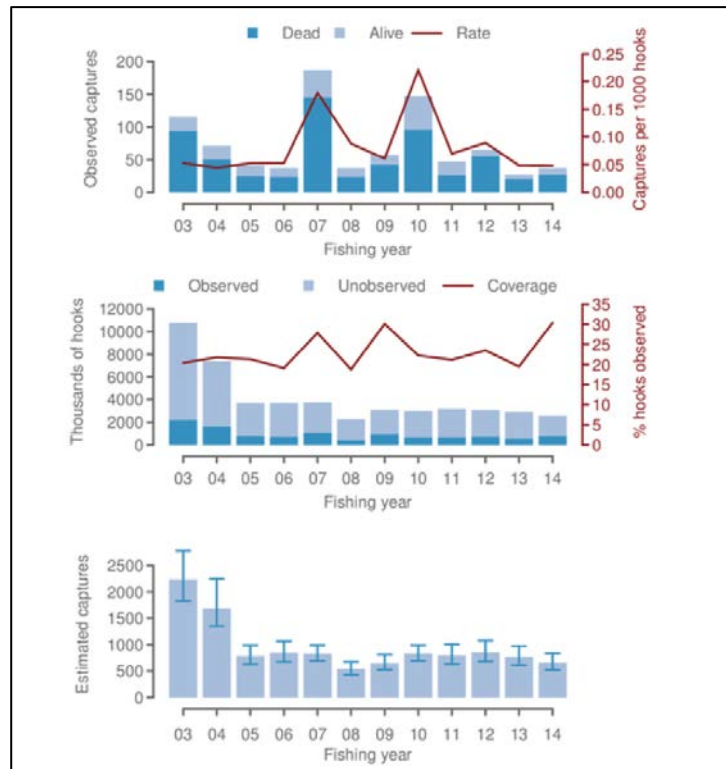 Dead Alive Rate
Observed captures
200
150
100
50
0
0.25
0.20
0.15
0.10
0.05
0.00
Captures per 1000 hooks
03 04 05 06 07 08 09 10 11 12 13 14
Fishing year
Observed Unobserved Coverage
Thousands of hooks
12000
10000
8000
6000
4000
2000
0
35
30
25
20
15
10
5
0
% hooks observed
03 04 05 06 07 08 09 10 11 12 13 14
Fishing year
Estimated captures
2500
2000
1500
1000
500
0
03 04 05 06 07 08 09 10 11 12 13 14
Fishing year